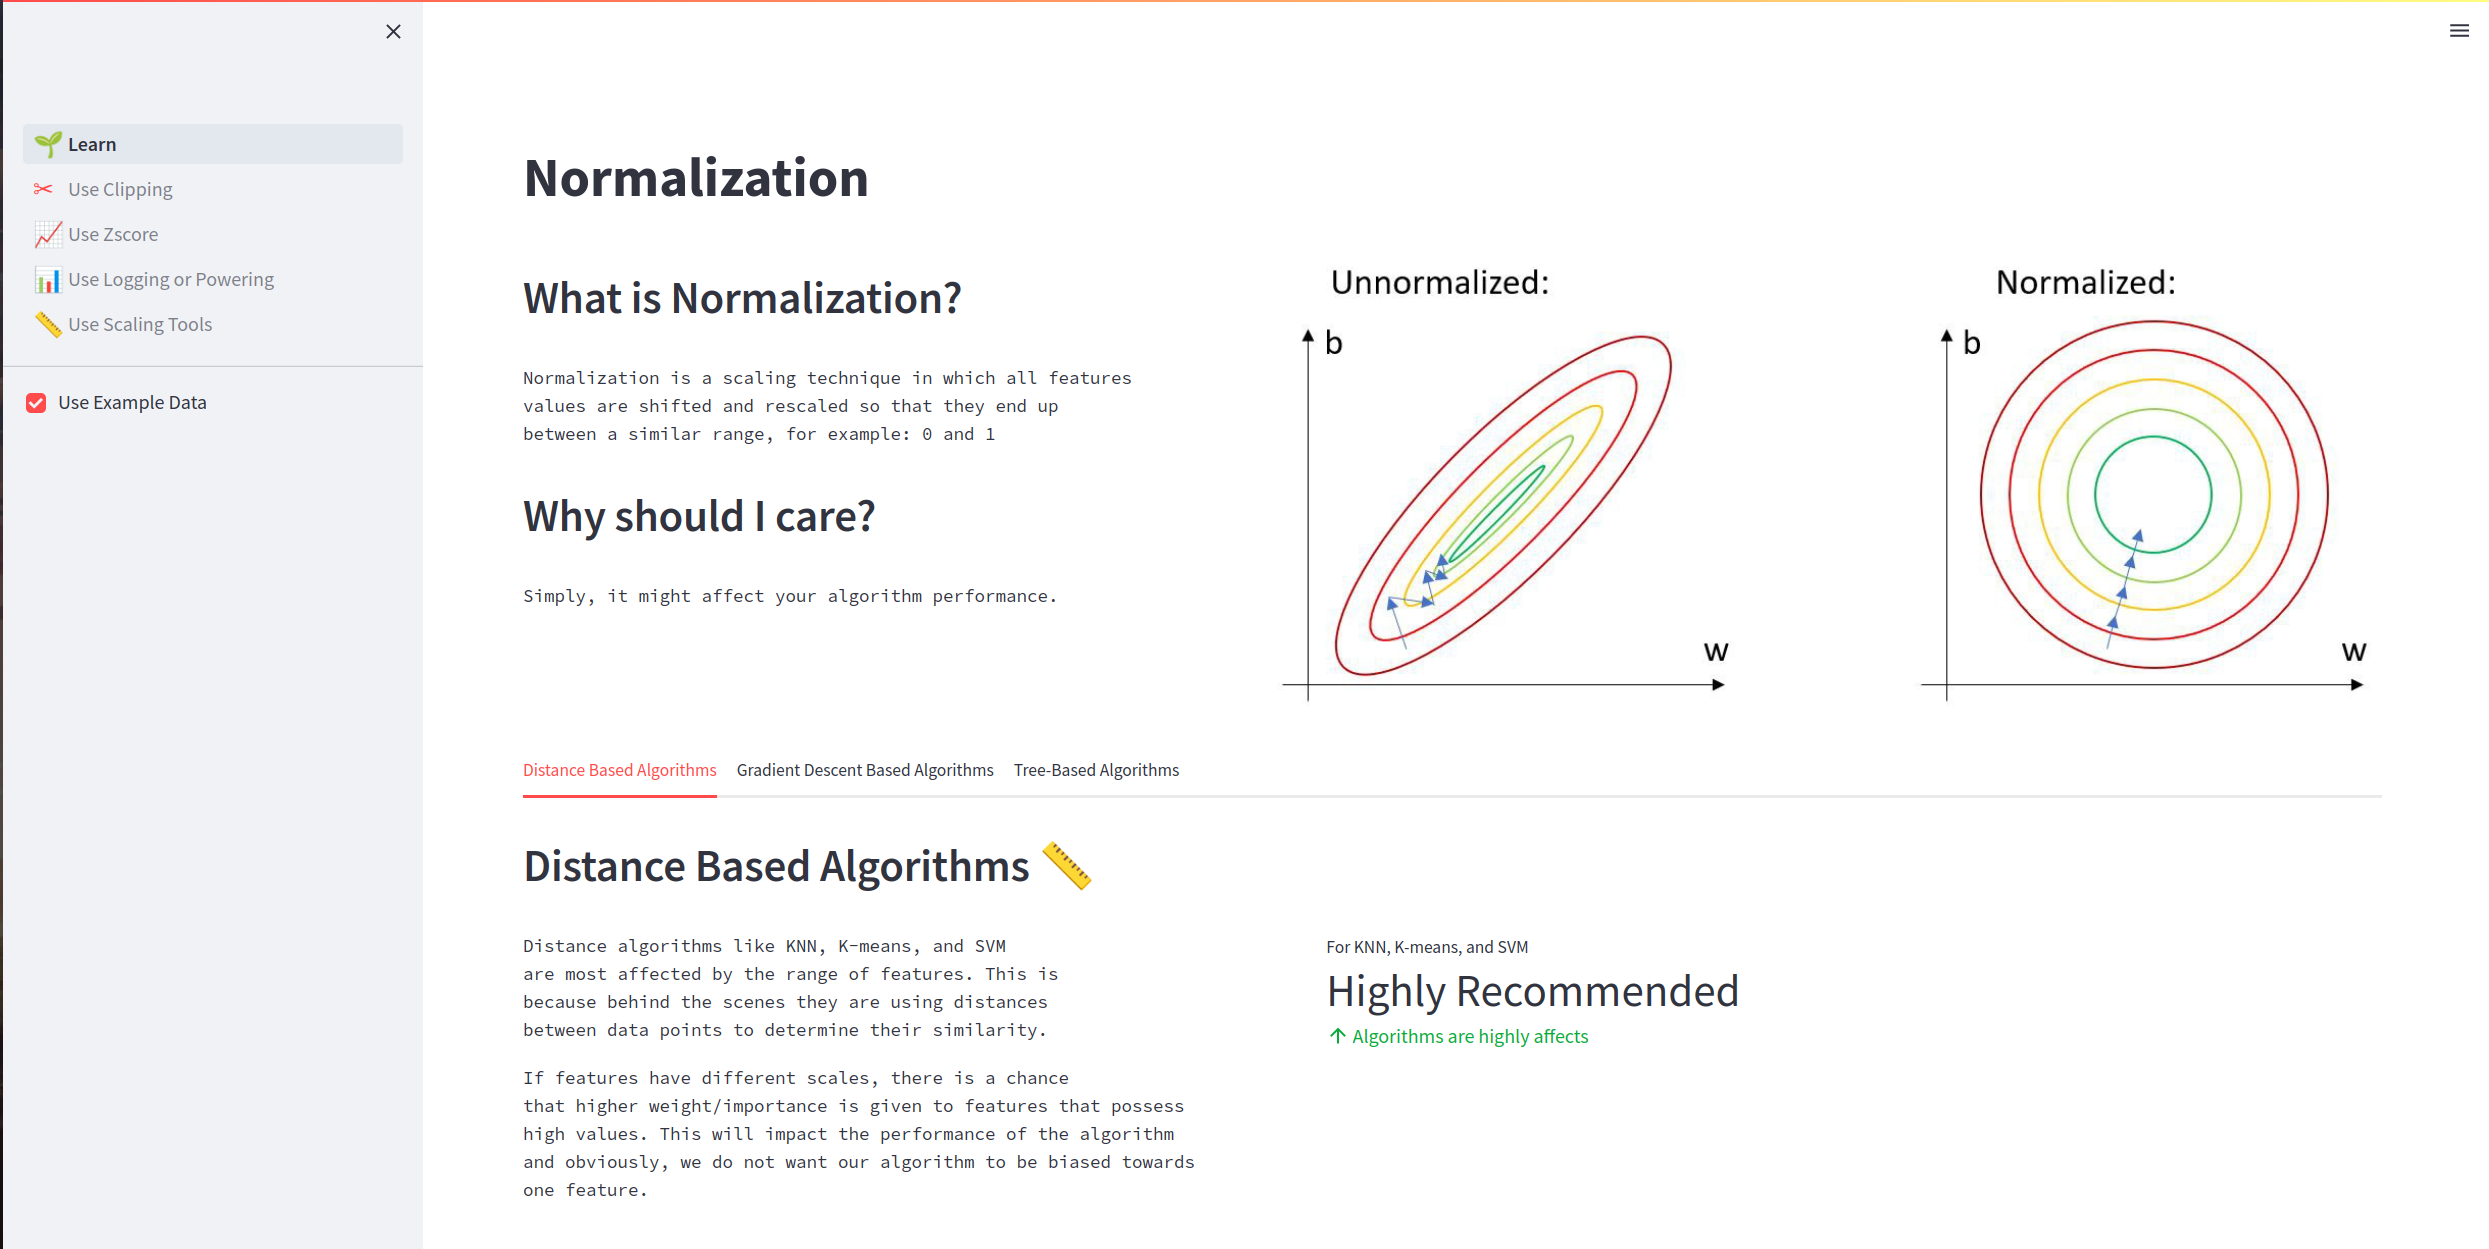 Learn
Use Clipping
Use Zscore
Use Logging or Powering
Use Scaling Tools
Use Example Data
Normalization
What is Normalization?
Normalization is a scaling technique in which all features
values are shifted and rescaled so that they end up
between a similar range, for example: 0 and 1
Why should I care?
Simply, it might affect your algorithm performance.
Unnormalized:
b
w
Normalized:
b
w
Distance Based Algorithms
Gradient Descent Based Algorithms
Tree-Based Algorithms
Distance Based Algorithms
Distance algorithms like KNN, K-means, and SVM
are most affected by the range of features. This is
because behind the scenes they are using distances
between data points to determine their similarity.
If features have different scales, there is a chance
that higher weight/importance is given to features that possess
high values. This will impact the performance of the algorithm
and obviously, we do not want our algorithm to be biased towards
one feature.
For KNN, K-means, and SVM
Highly Recommended
Algorithms are highly affects